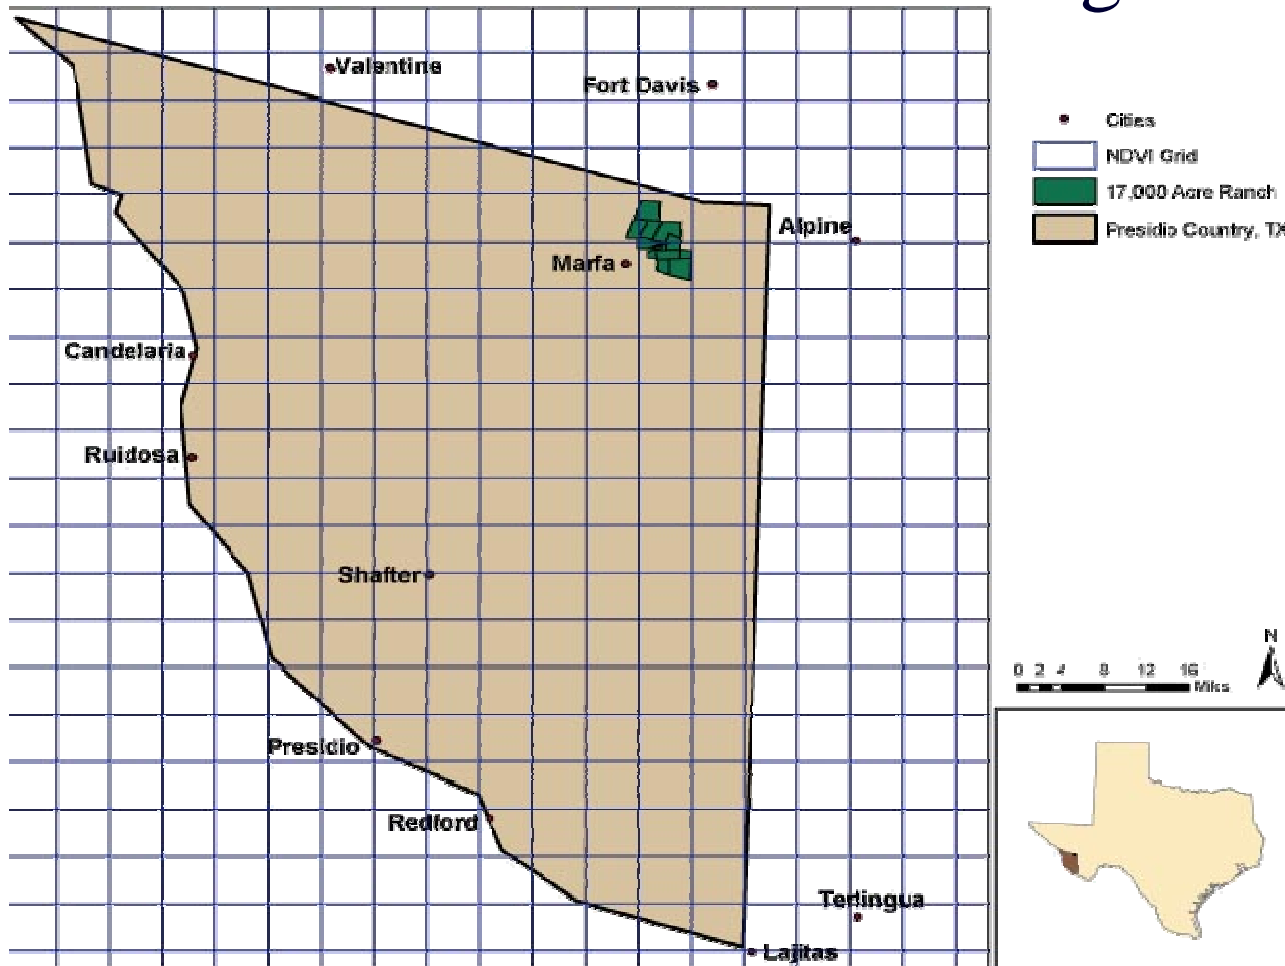 Valentine
Fort Davis
Alpine
Marfa
Candelaria
Ruidosa
Shafter
Presidio
Redford
Terlingua
Lajitas
Cities
NDVI Grid
17,000 Acre Ranch
Presidio Country, TX
N
0 2 4 8 12 16
Miles